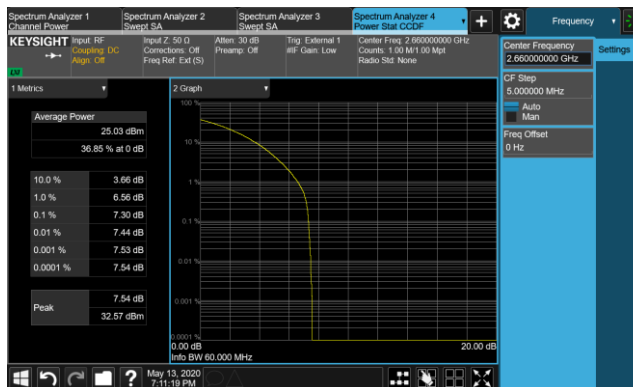 Spectrum Analyzer 1
Channel Power
Spectrum Analyzer 2
Swept SA
Spectrum Analyzer 3
Swept SA
Spectrum Analyzer 4
Power Stat CCDF
Frequency
KEYSIGHT
Input: RF
Coupling: DC
Align: Off
Input Z: 50 Ω
Corrections: Off
Freq Ref: Ext (S)
Atten: 30 dB
Preamp: Off
Trig: External 1
#IF Gain: Low
Center Freq: 2.660000000 GHz
Counts: 1.00 M/1.00 Mpt
Radio Std: None
Center Frequency
2.660000000 GHz
Settings
CF Step
5.000000 MHz
Auto
Man
Freq Offset
0 Hz
1 Metrics
2 Graph
Average Power
25.03 dBm
36.85 % at 0 dB
10.0 % 3.66 dB
1.0 % 6.56 dB
0.1 % 7.30 dB
0.01 % 7.44 dB
0.001 % 7.53 dB
0.0001 % 7.54 dB
Peak
7.54 dB
32.57 dBm
100 %
10 %
1 %
0.1 %
0.01 %
0.001 %
0.0001 %
0.00 dB
20.00 dB
Info BW 60.000 MHz
?
May 13, 2020
7:11:19 PM